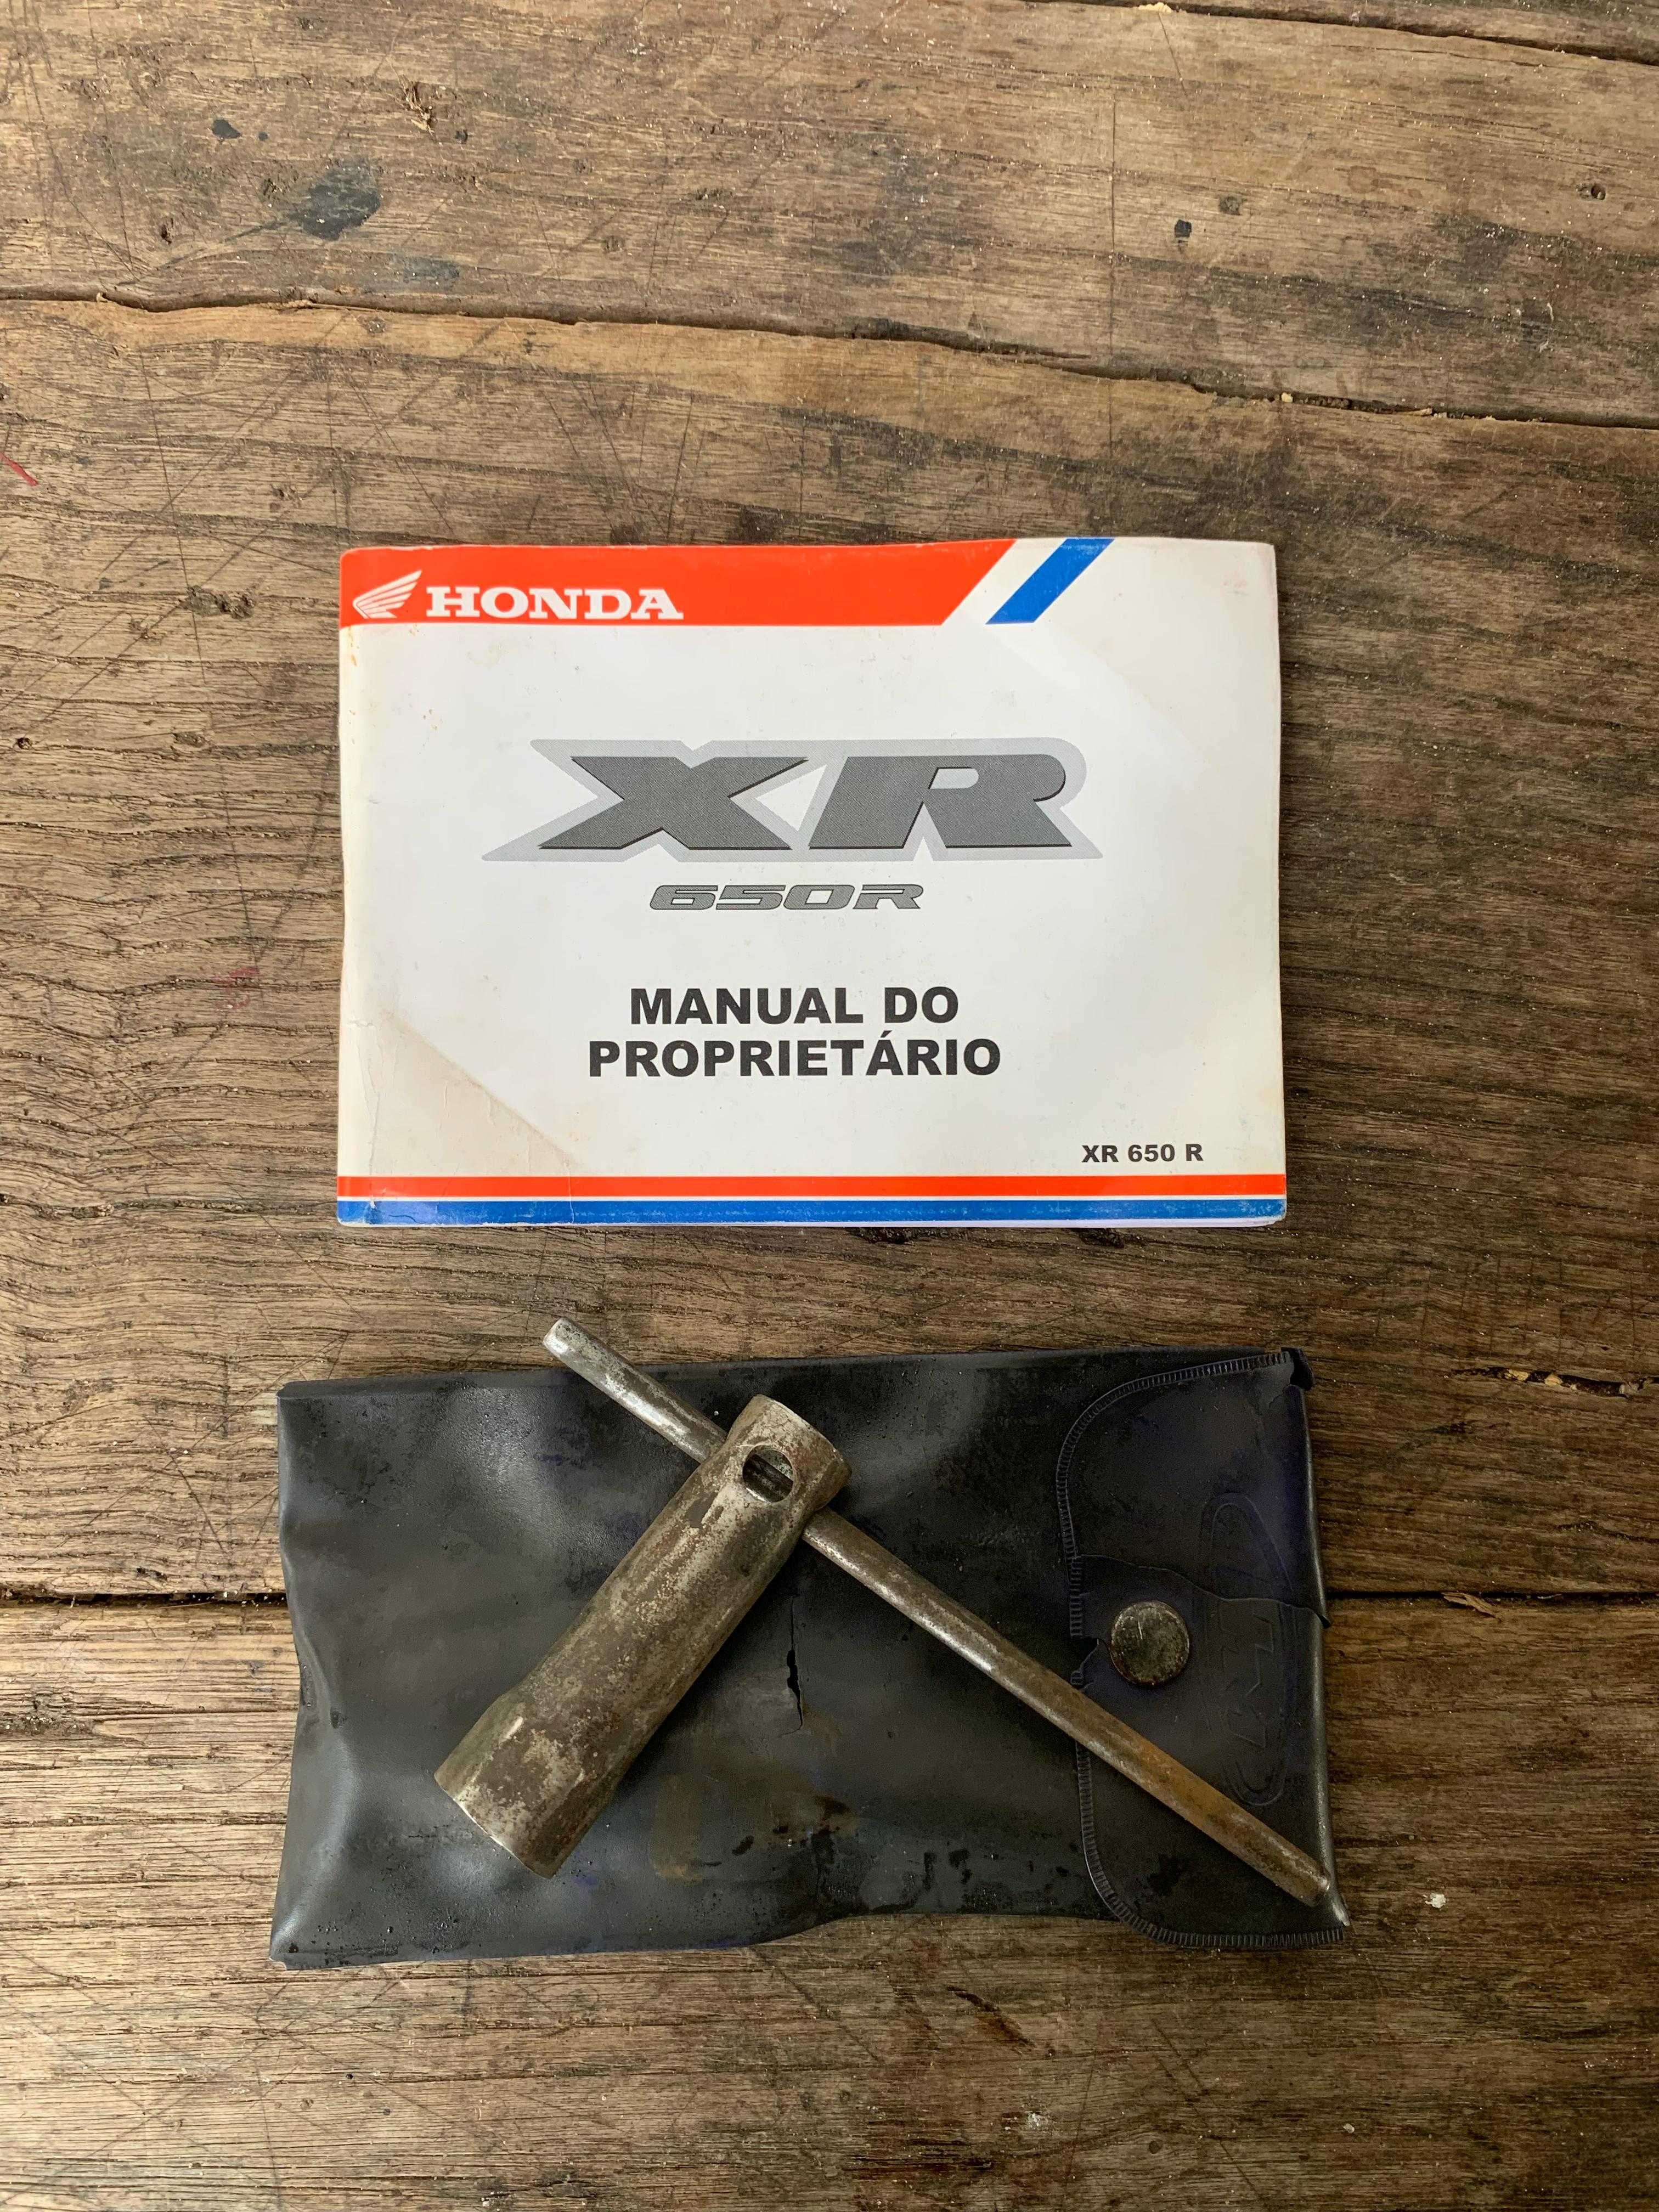 HONDA
XR
650R
MANUAL DO
PROPRIETÁRIO
XR 650 R